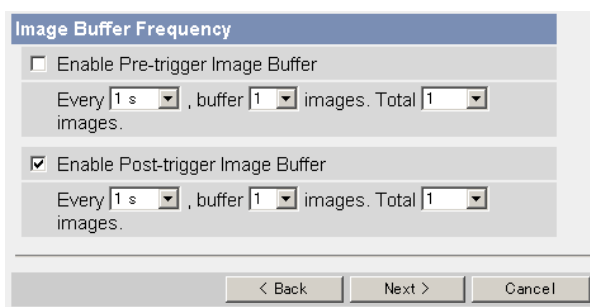 Image Buffer Frequency
Enable Pre-trigger Image Buffer
Every 1 s , buffer 1 images. Total 1
images.
Enable Post-trigger Image Buffer
Every 1 s , buffer 1 images. Total 1
images.
< Back Next > Cancel